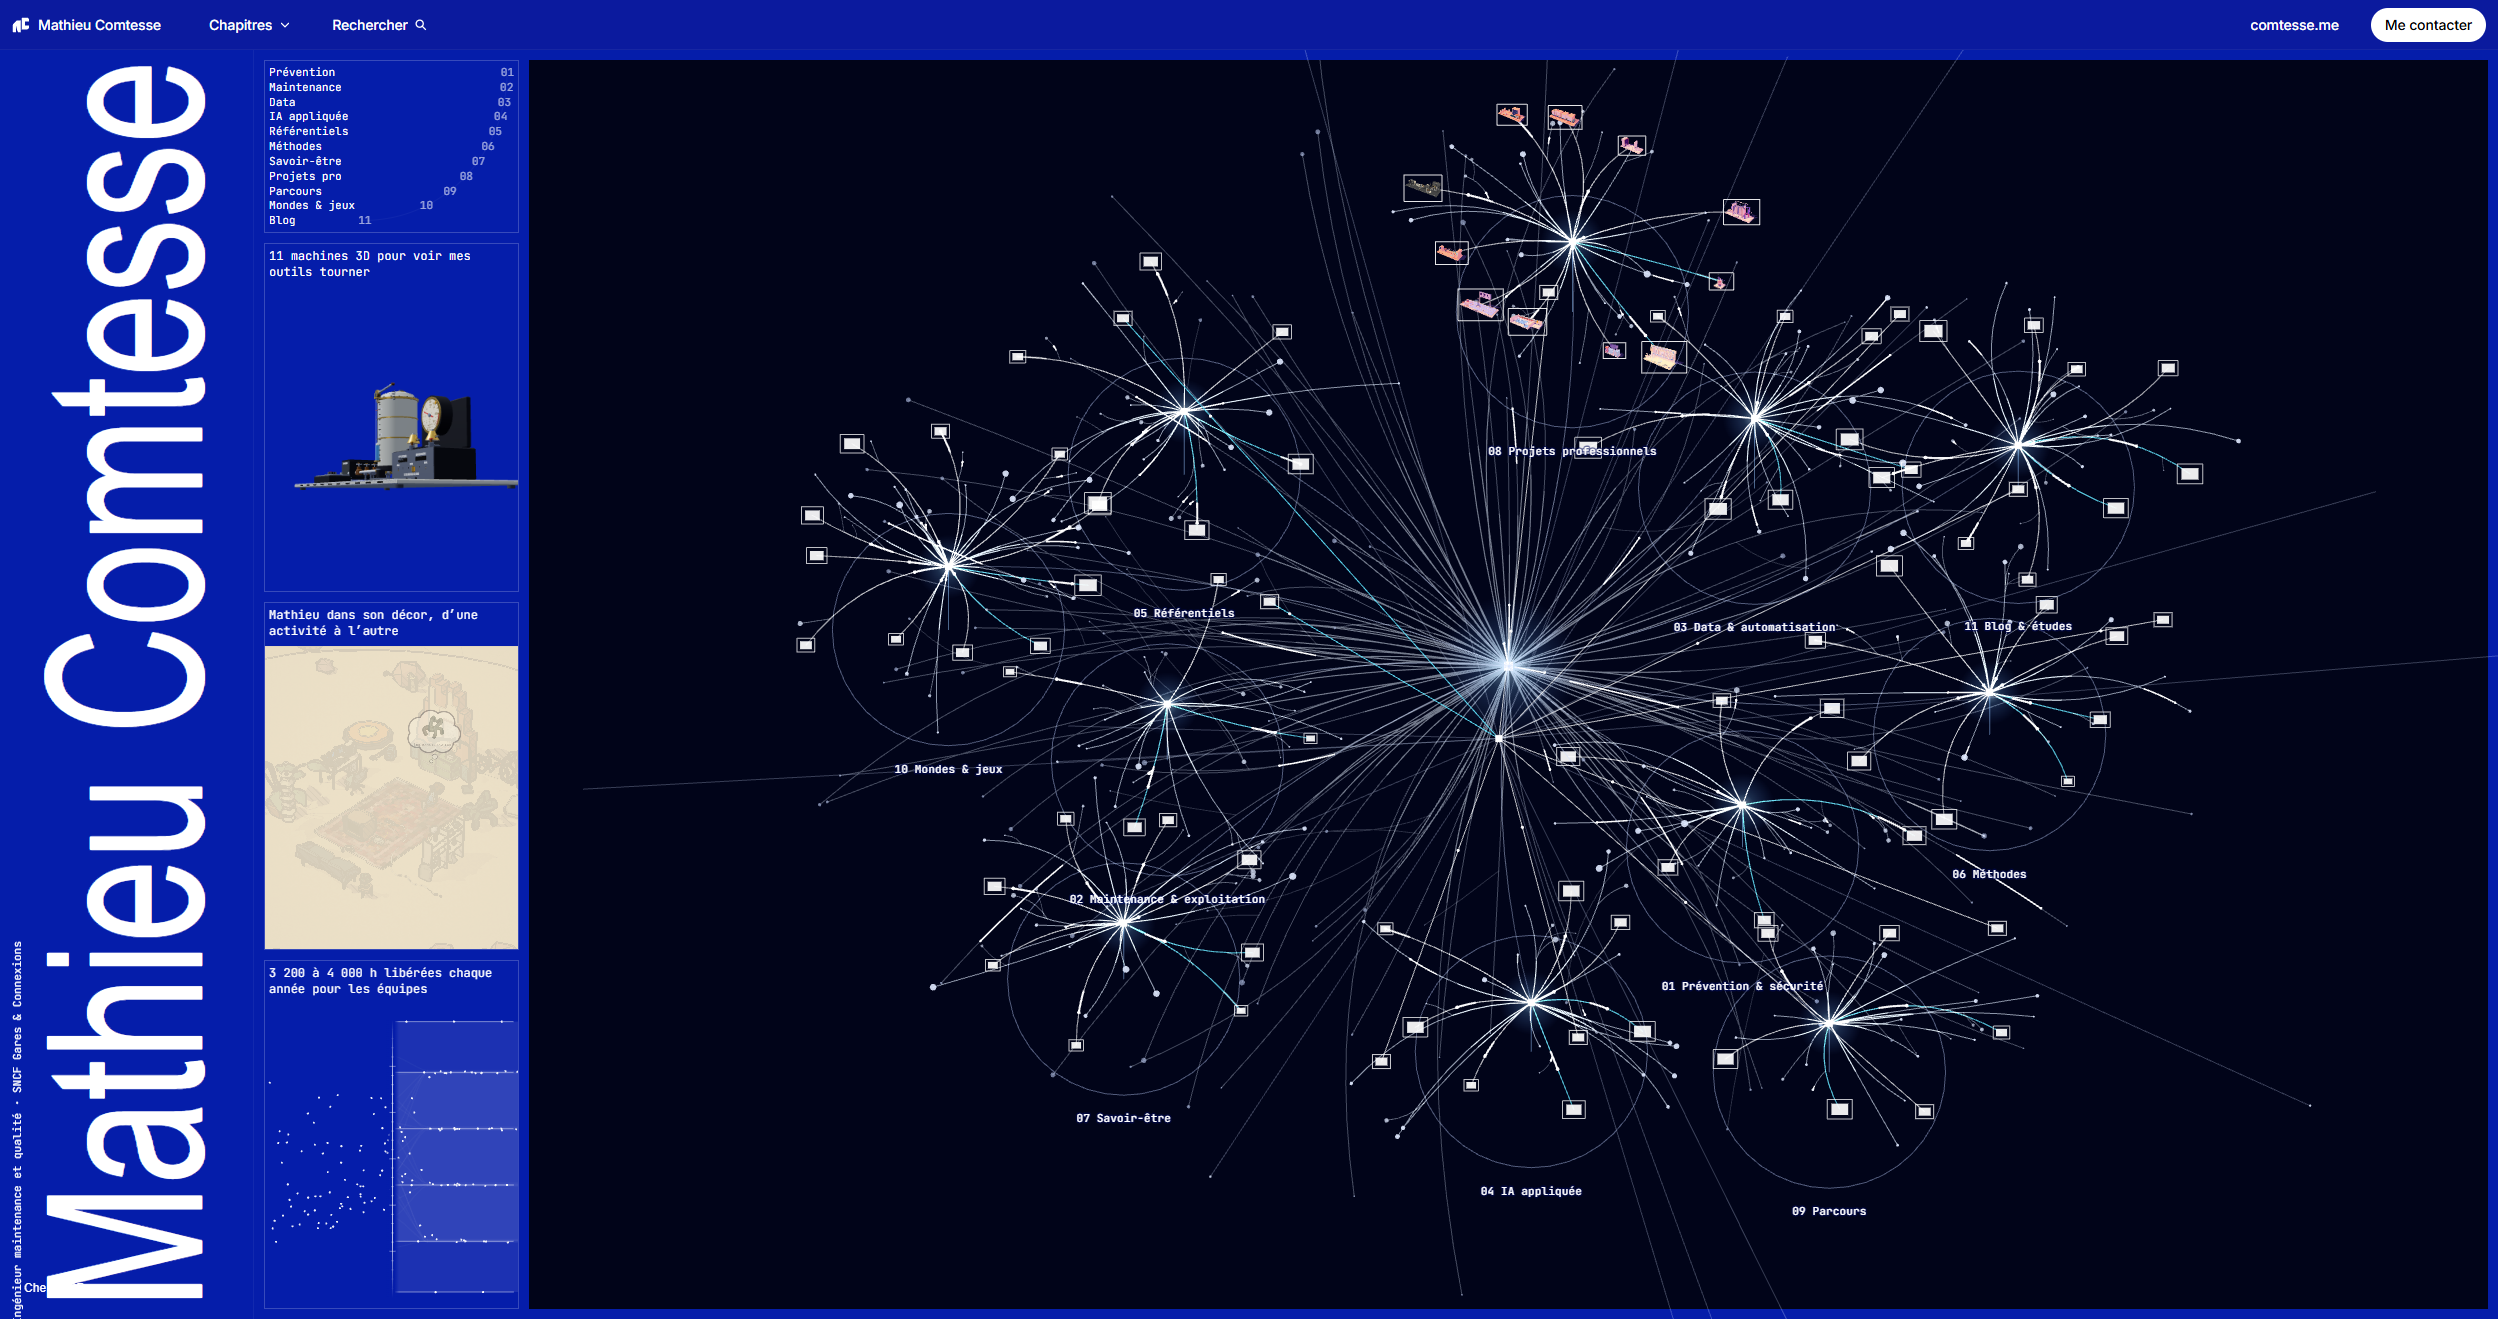 Mathieu Comtesse
Chapitres
Rechercher
comtesse.me
Me contacter
Mathieu Comtesse
Ingénieur maintenance et qualité · SNCF Gares & Connexions
Che
Prévention 01
Maintenance 02
Data 03
IA appliquée 04
Référentiels 05
Méthodes 06
Savoir-être 07
Projets pro 08
Parcours 09
Mondes & jeux 10
Blog 11
11 machines 3D pour voir mes
outils tourner
Mathieu dans son décor, d’une
activité à l’autre
3 200 à 4 000 h libérées chaque
année pour les équipes
08 Projets professionnels
05 Référentiels
03 Data & automatisation
11 Blog & études
10 Mondes & jeux
06 Méthodes
02 Maintenance & exploitation
01 Prévention & sécurité
07 Savoir-être
04 IA appliquée
09 Parcours